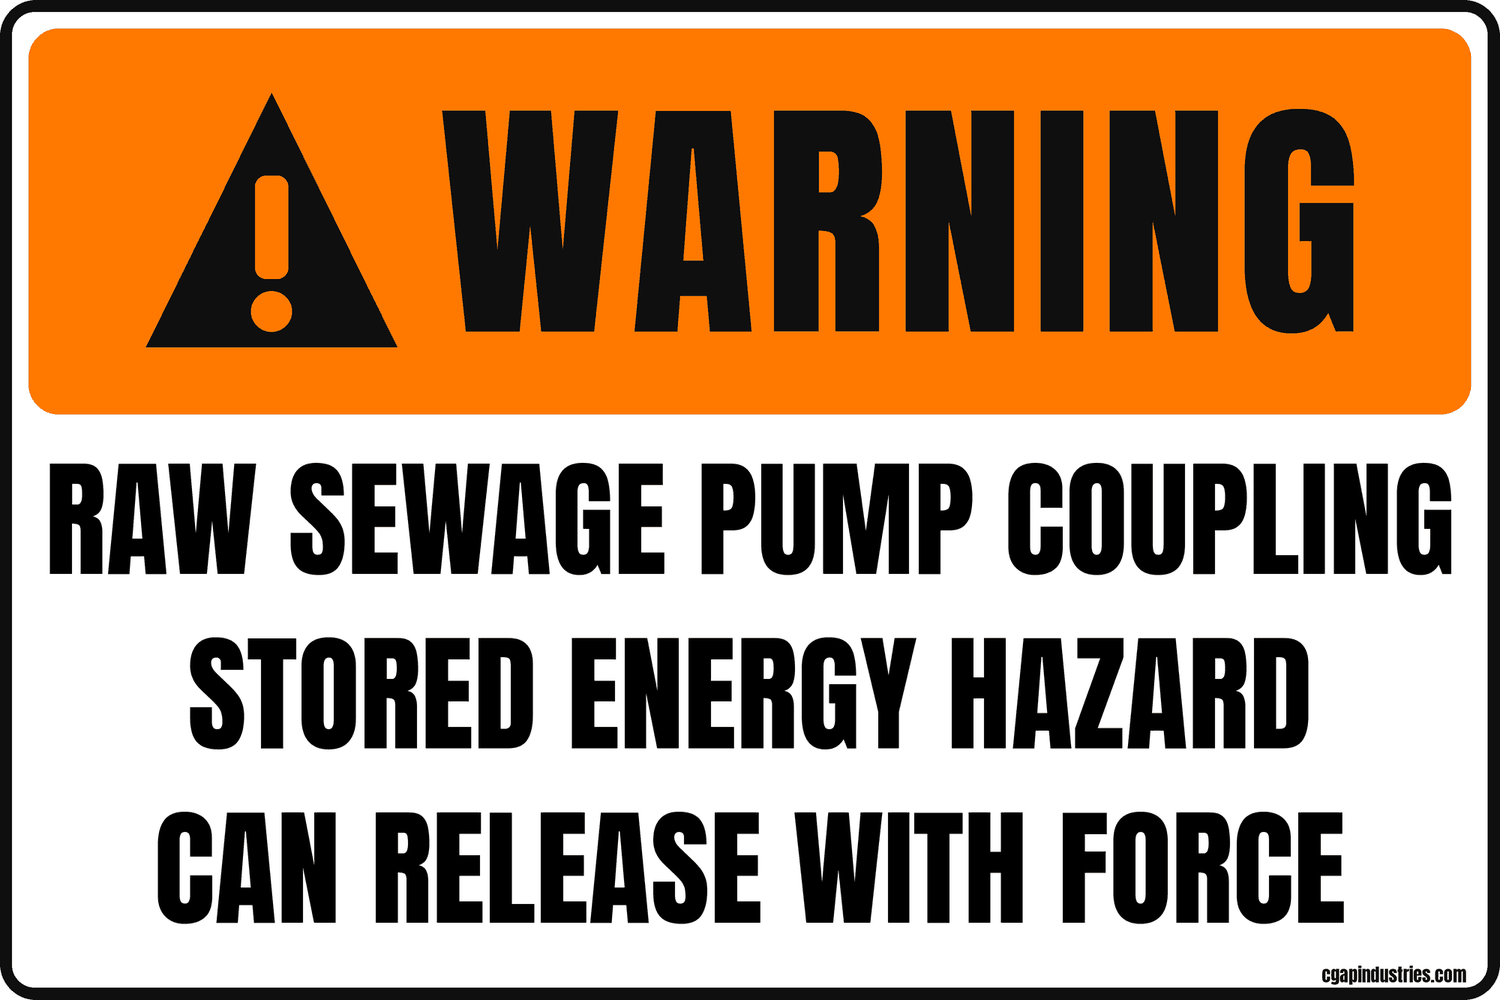 WARNING
RAW SEWAGE PUMP COUPLING
STORED ENERGY HAZARD
CAN RELEASE WITH FORCE
cgapindustries.com